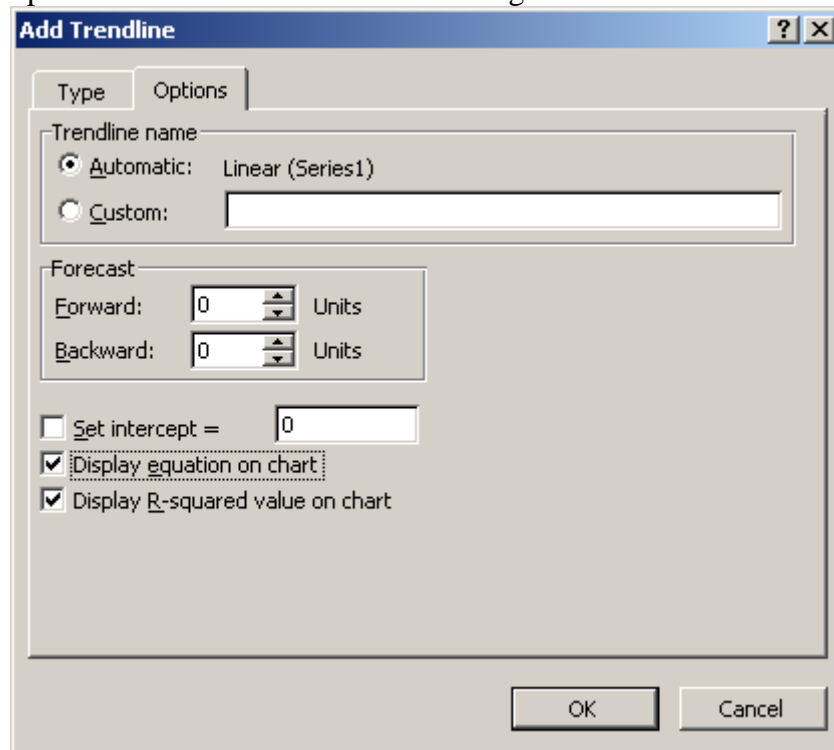 Add Trendline
Type Options
Trendline name
Automatic: Linear (Series1)
Custom:
Forecast
Forward: 0 Units
Backward: 0 Units
Set intercept = 0
Display equation on chart
Display R-squared value on chart
OK Cancel